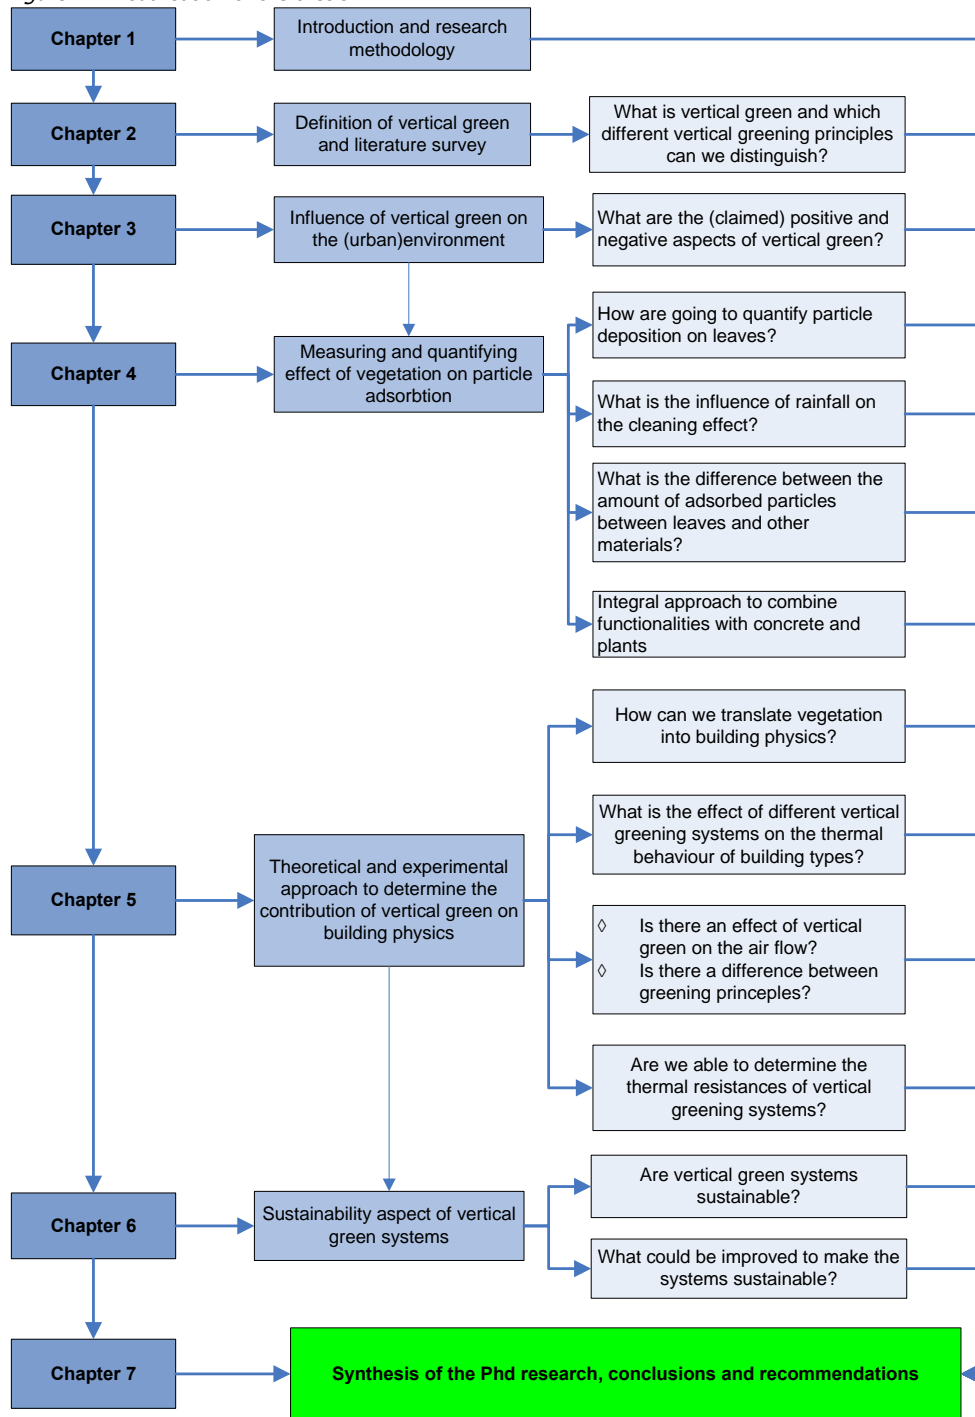 Chapter 1
Introduction and research
methodology
Chapter 2
Definition of vertical green
and literature survey
What is vertical green and which
different vertical greening principles
can we distinguish?
Chapter 3
Influence of vertical green on
the (urban)environment
What are the (claimed) positive and
negative aspects of vertical green?
Chapter 4
Measuring and quantifying
effect of vegetation on particle
adsorbtion
How are going to quantify particle
deposition on leaves?
What is the influence of rainfall on
the cleaning effect?
What is the difference between the
amount of adsorbed particles
between leaves and other
materials?
Integral approach to combine
functionalities with concrete and
plants
Chapter 5
Theoretical and experimental
approach to determine the
contribution of vertical green on
building physics
How can we translate vegetation
into building physics?
What is the effect of different vertical
greening systems on the thermal
behaviour of building types?
◊ Is there an effect of vertical
green on the air flow?
◊ Is there a difference between
greening princeples?
Are we able to determine the
thermal resistances of vertical
greening systems?
Chapter 6
Sustainability aspect of vertical
green systems
Are vertical green systems
sustainable?
What could be improved to make the
systems sustainable?
Chapter 7
Synthesis of the Phd research, conclusions and recommendations